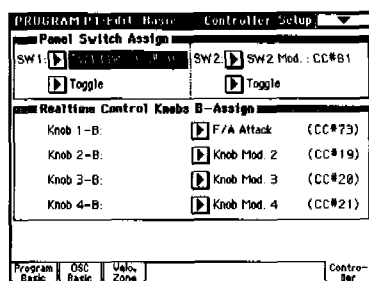 PROGRAM P1-Edit Basic Controller Setup
Panel Switch Assign
SW1: SW2: SW2 Mod. : CC#81
Toggle Toggle
Realtime Control Knobs B-Assign
Knob 1-B: F/A Attack (CC#73)
Knob 2-B: Knob Mod. 2 (CC#19)
Knob 3-B: Knob Mod. 3 (CC#20)
Knob 4-B: Knob Mod. 4 (CC#21)
Program Basic OSC Basic Velo. Zone Contro- ller